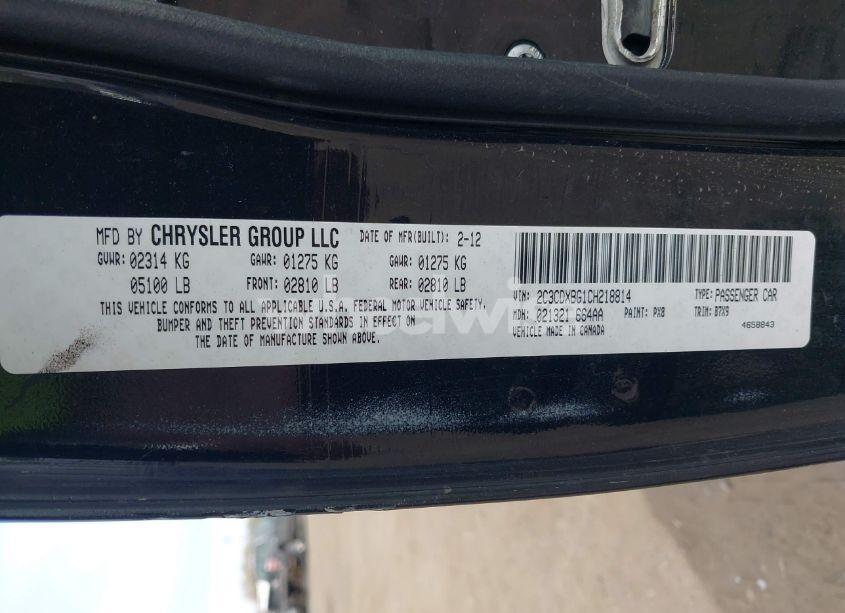 MFD BY CHRYSLER GROUP LLC
DATE OF MFR(BUILT): 2-12
GVWR: 02314 KG GAWR: 01275 KG GAWR: 01275 KG
05100 LB FRONT: 02810 LB REAR: 02810 LB
THIS VEHICLE CONFORMS TO ALL APPLICABLE U.S.A. FEDERAL MOTOR VEHICLE SAFETY,
BUMPER AND THEFT PREVENTION STANDARDS IN EFFECT ON
THE DATE OF MANUFACTURE SHOWN ABOVE.
VIN: 2C3CDXBG1CH218814 TYPE: PASSENGER CAR
MDH: 021321 664AA PAINT: PX8 TRIM: B7X9
VEHICLE MADE IN CANADA 4658843